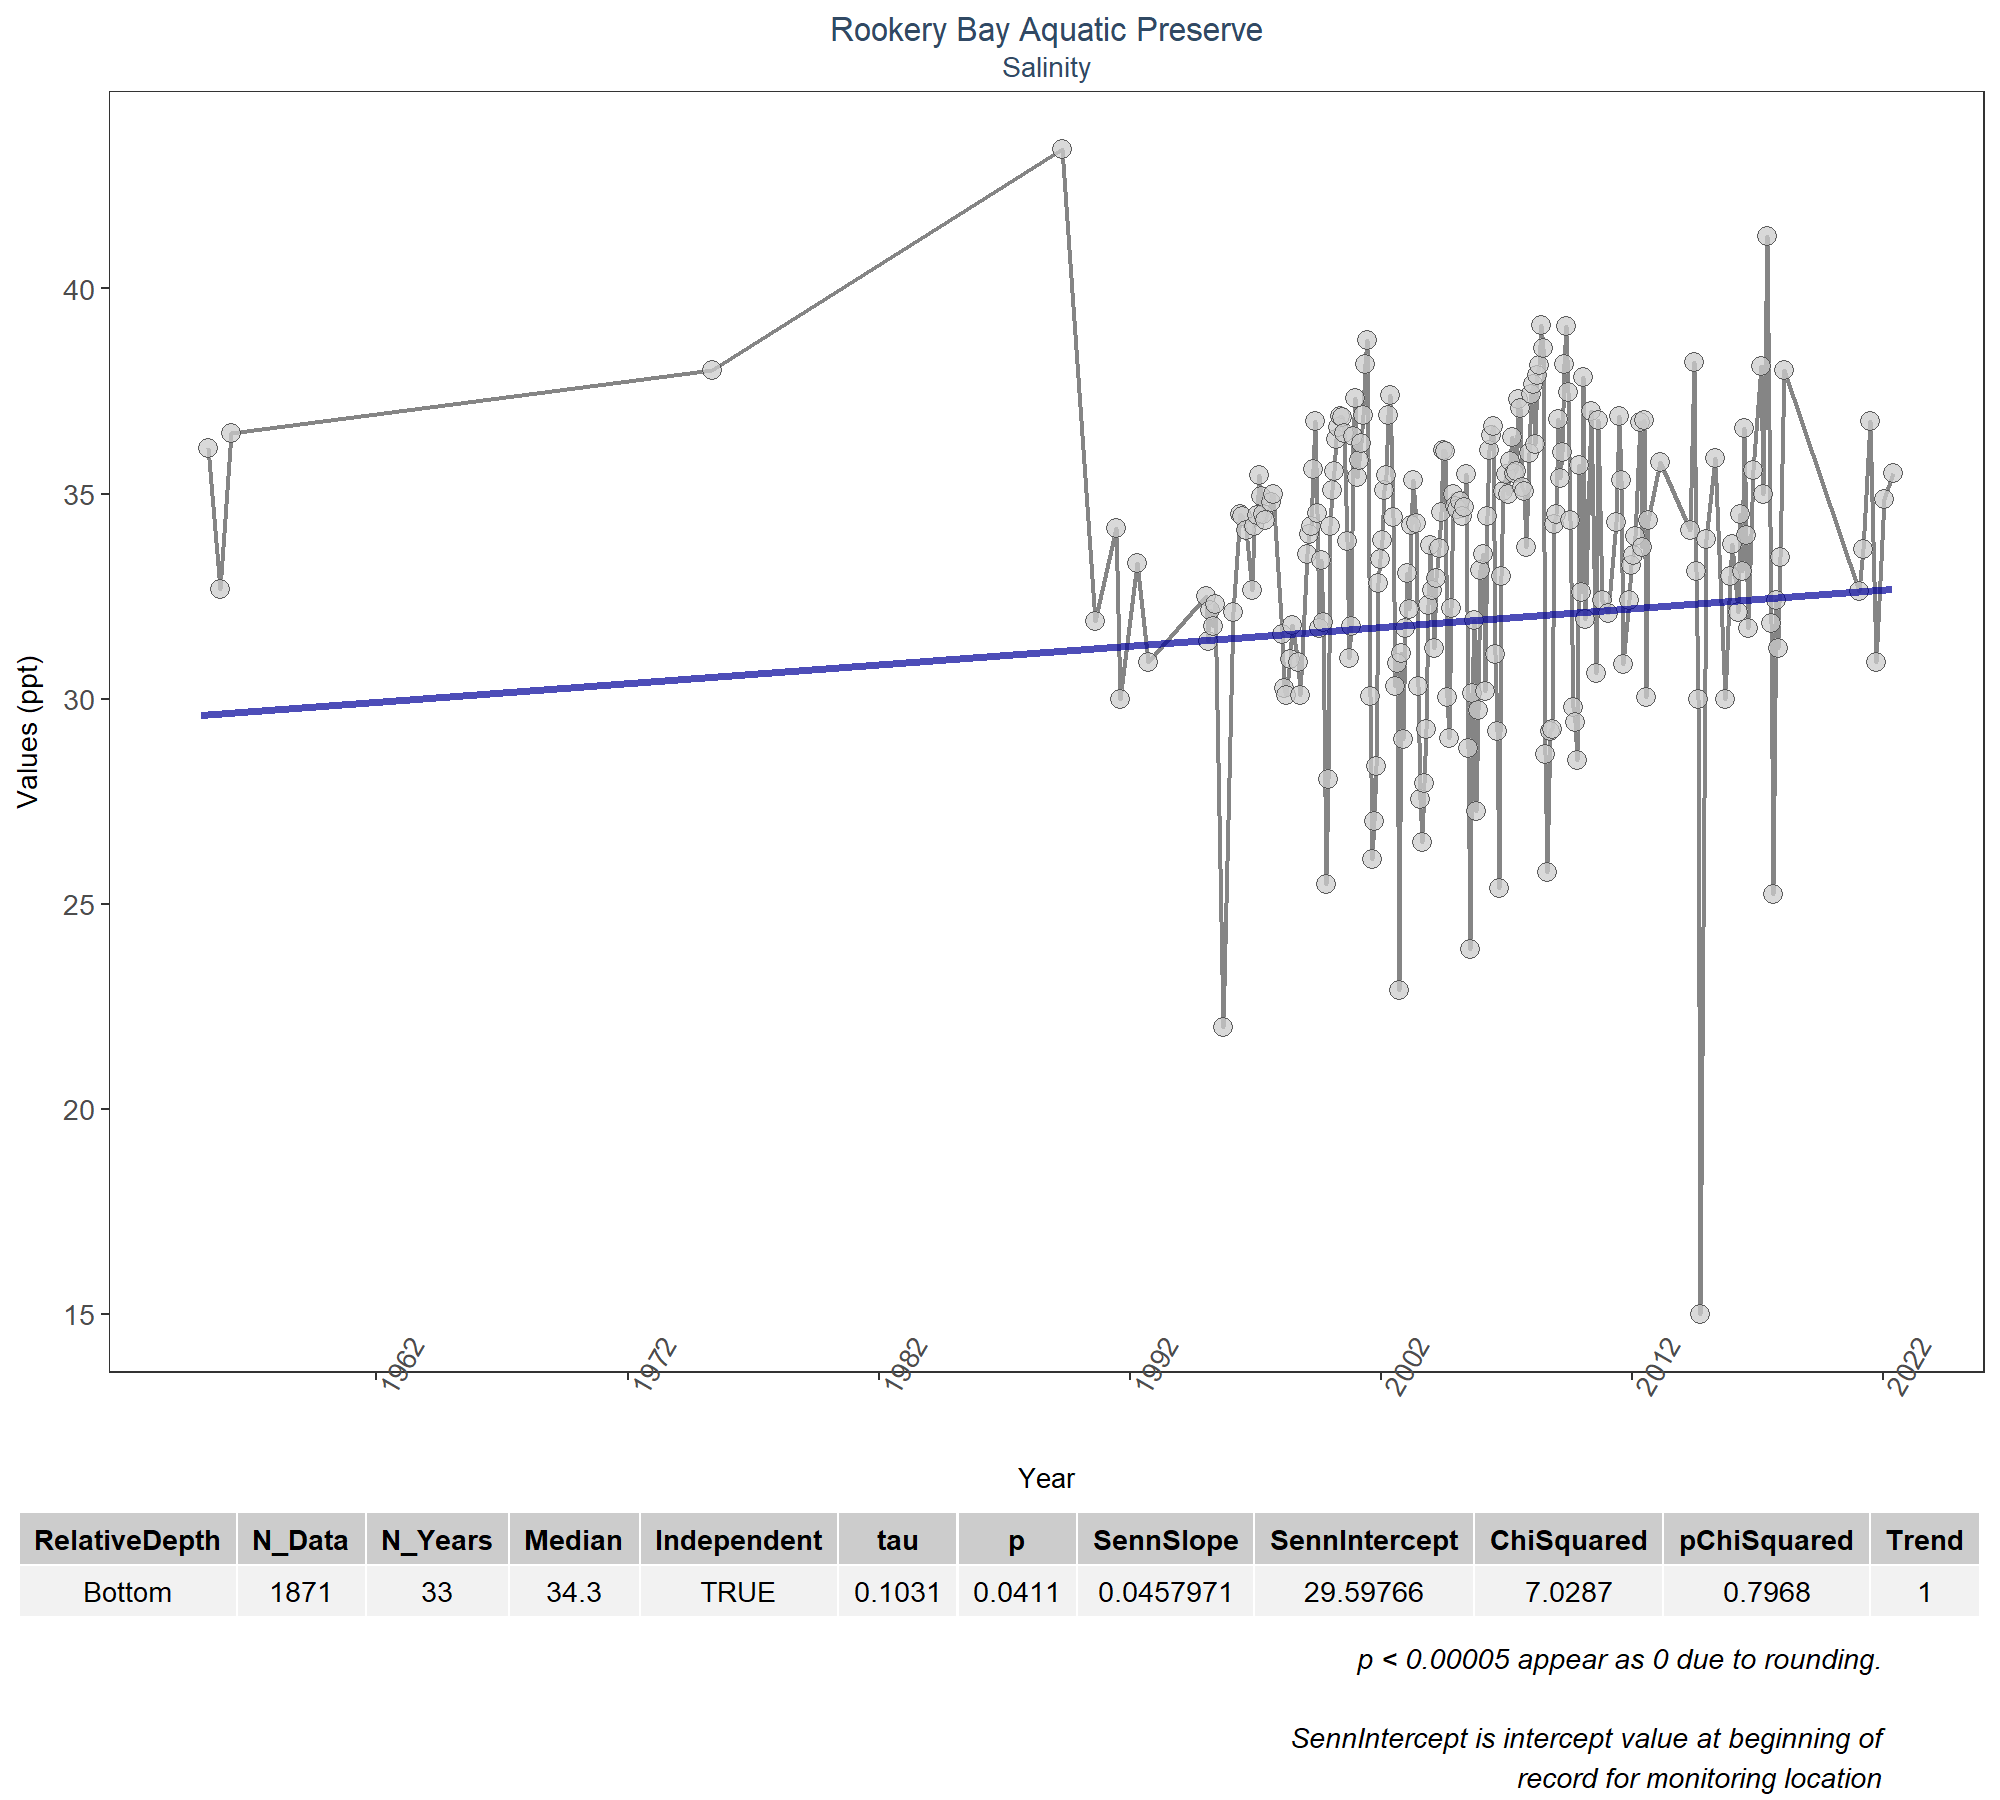 Rookery Bay Aquatic Preserve
Salinity
Values (ppt)
40
35
30
25
20
15
1962
1972
1982
1992
2002
2012
2022
Year
RelativeDepth N_Data N_Years Median Independent tau p SennSlope SennIntercept ChiSquared pChiSquared Trend
Bottom 1871 33 34.3 TRUE 0.1031 0.0411 0.0457971 29.59766 7.0287 0.7968 1
p < 0.00005 appear as 0 due to rounding.
SennIntercept is intercept value at beginning of
record for monitoring location